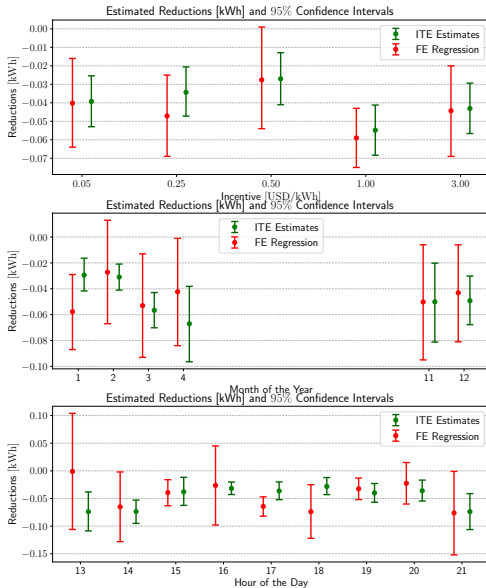 Estimated Reductions [kWh] and 95% Confidence Intervals
0.00
−0.01
−0.02
−0.03
−0.04
−0.05
−0.06
−0.07
Reductions [kWh]
ITE Estimates
FE Regression
0.05 0.25 0.50 1.00 3.00
Incentive [USD/kWh]
Estimated Reductions [kWh] and 95% Confidence Intervals
0.00
−0.02
−0.04
−0.06
−0.08
−0.10
Reductions [kWh]
ITE Estimates
FE Regression
1 2 3 4 11 12
Month of the Year
Estimated Reductions [kWh] and 95% Confidence Intervals
0.10
0.05
0.00
−0.05
−0.10
−0.15
Reductions [kWh]
ITE Estimates
FE Regression
13 14 15 16 17 18 19 20 21
Hour of the Day